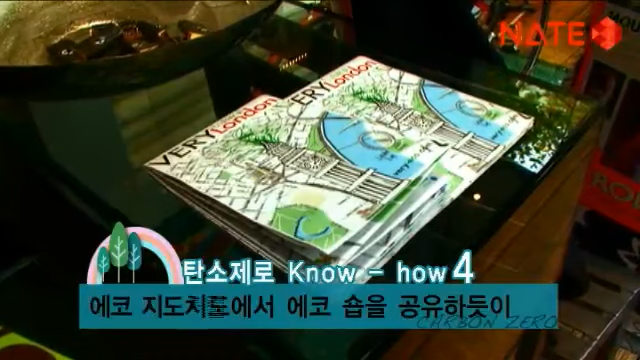 NATE
VERY London
VERY London
탄소제로 Know - how 4
에코 지도처럼에서 에코 숍을 공유하듯이
CARBON ZERO